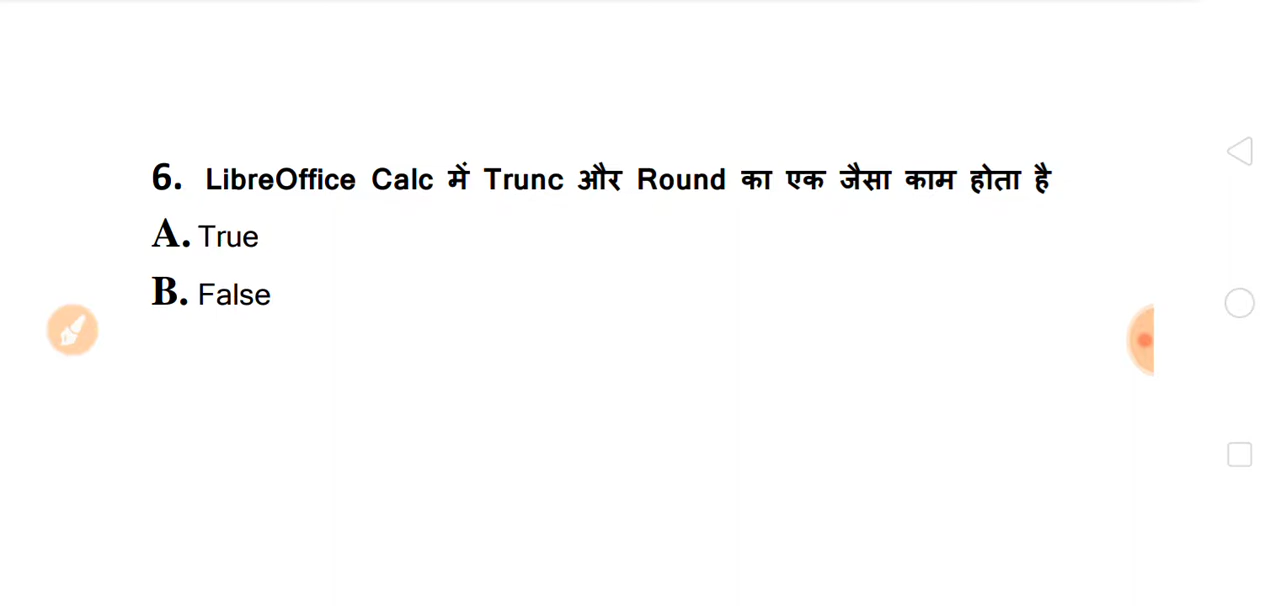 6. LibreOffice Calc में Trunc और Round का एक जैसा काम होता है
A. True
B. False